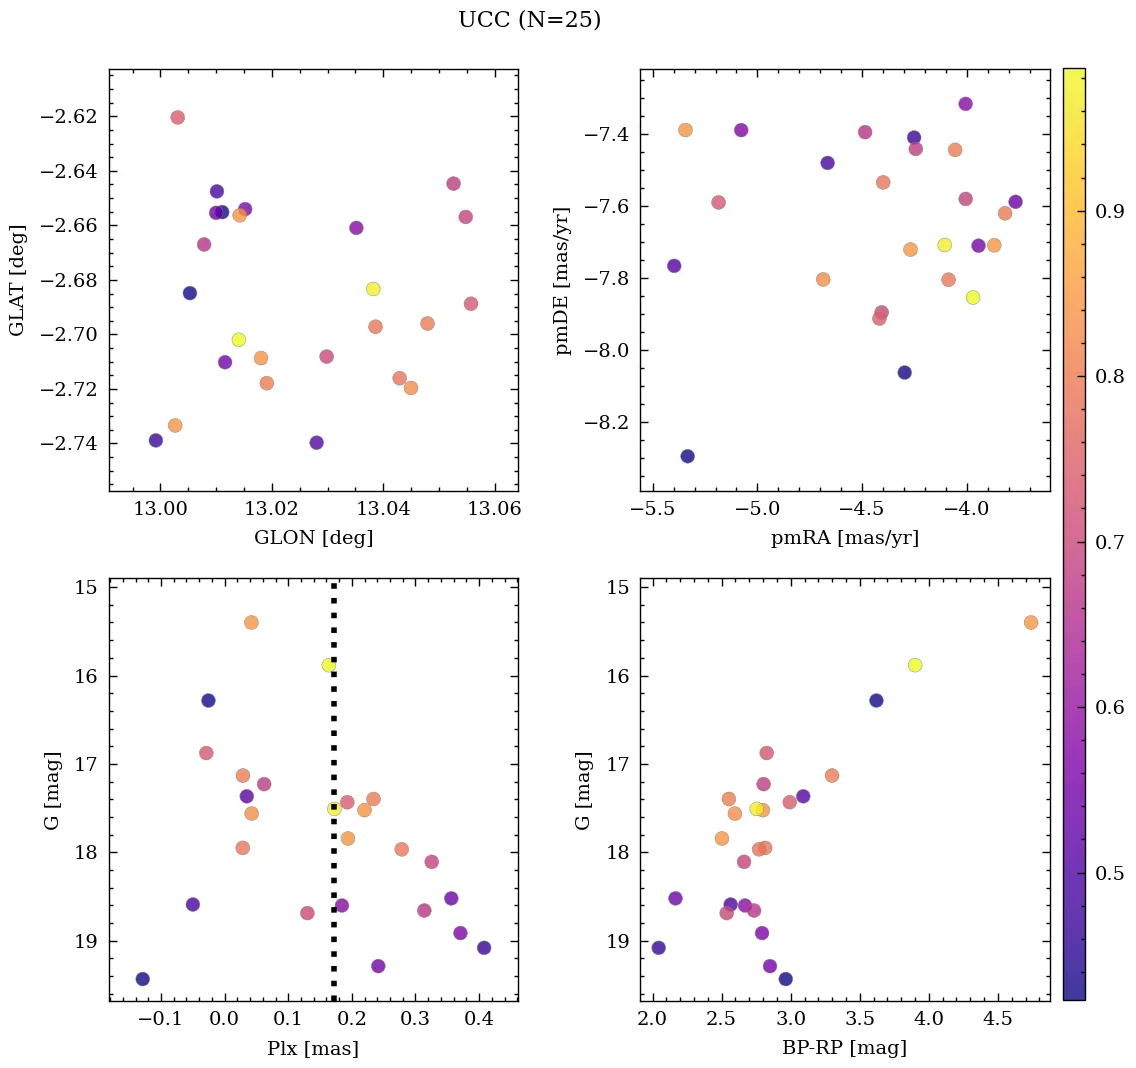 UCC (N=25)
−2.62
−2.64
−2.66
−2.68
−2.70
−2.72
−2.74
GLAT [deg]
13.00 13.02 13.04 13.06
GLON [deg]
−7.4
−7.6
−7.8
−8.0
−8.2
pmDE [mas/yr]
−5.5 −5.0 −4.5 −4.0
pmRA [mas/yr]
15
16
17
18
19
G [mag]
−0.1 0.0 0.1 0.2 0.3 0.4
Plx [mas]
15
16
17
18
19
G [mag]
2.0 2.5 3.0 3.5 4.0 4.5
BP-RP [mag]
0.9
0.8
0.7
0.6
0.5